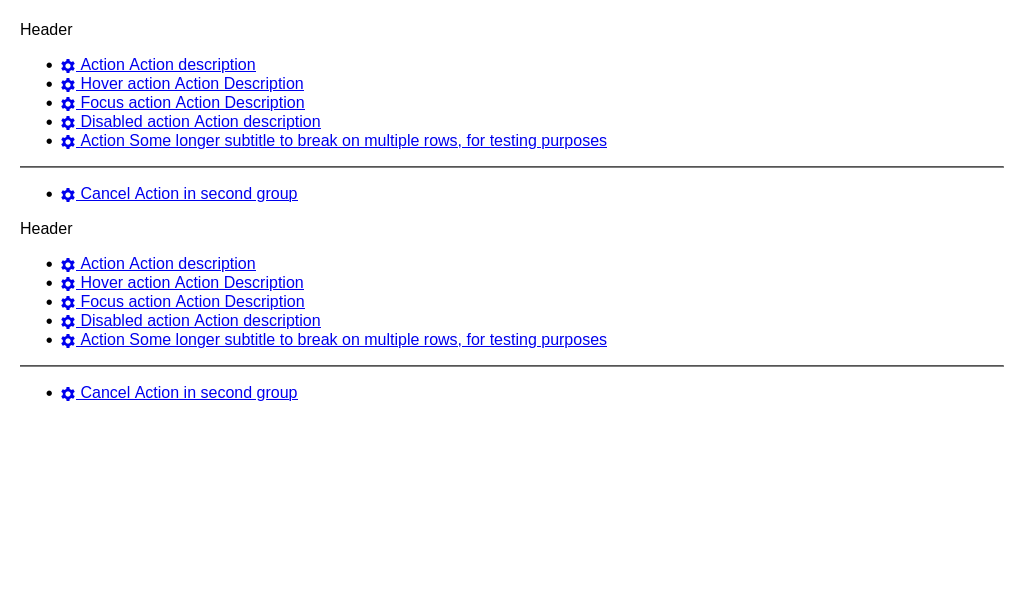 Header
Action Action description
Hover action Action Description
Focus action Action Description
Disabled action Action description
Action Some longer subtitle to break on multiple rows, for testing purposes
Cancel Action in second group
Header
Action Action description
Hover action Action Description
Focus action Action Description
Disabled action Action description
Action Some longer subtitle to break on multiple rows, for testing purposes
Cancel Action in second group